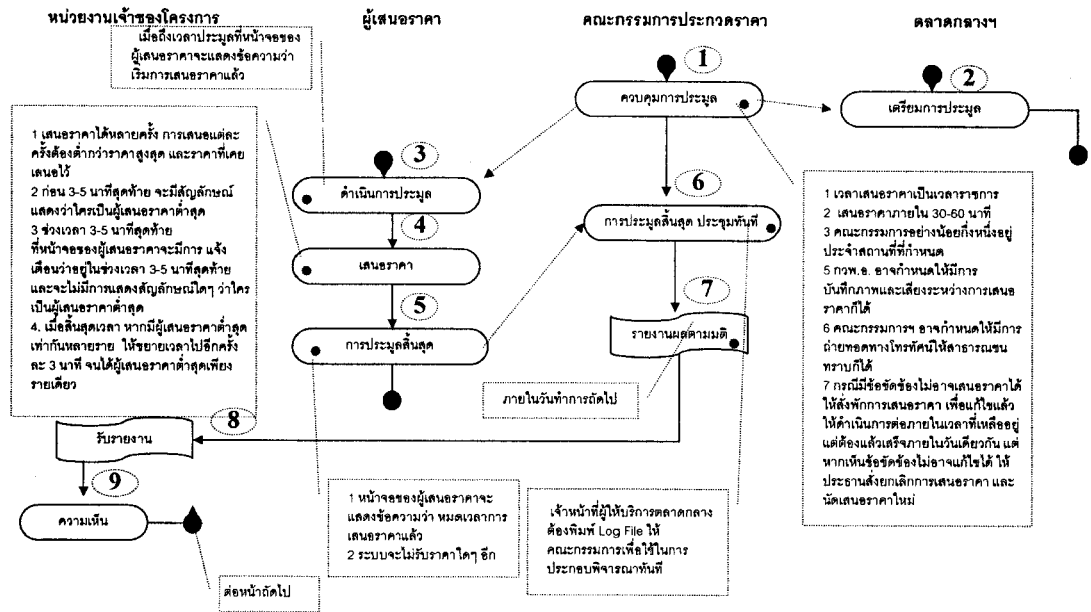 หน่วยงานเจ้าของโครงการ
ผู้เสนอราคา
คณะกรรมการประกวดราคา
ตลาดกลางฯ
เมื่อถึงเวลาประมูลที่หน้าจอของ
ผู้เสนอราคาจะแสดงข้อความว่า
เริ่มการเสนอราคาแล้ว
1
ควบคุมการประมูล
2
เตรียมการประมูล
1 เสนอราคาได้หลายครั้ง การเสนอแต่ละ
ครั้งต้องต่ำกว่าราคาสูงสุด และราคาที่เคย
เสนอไว้
2 ก่อน 3-5 นาทีสุดท้าย จะมีสัญลักษณ์
แสดงว่าใครเป็นผู้เสนอราคาต่ำสุด
3 ช่วงเวลา 3-5 นาทีสุดท้าย
ที่หน้าจอของผู้เสนอราคาจะมีการ แจ้ง
เตือนว่าอยู่ในช่วงเวลา 3-5 นาทีสุดท้าย
และจะไม่มีการแสดงสัญลักษณ์ใดๆ ว่าใคร
เป็นผู้เสนอราคาต่ำสุด
4. เมื่อสิ้นสุดเวลา หากมีผู้เสนอราคาต่ำสุด
เท่ากันหลายราย ให้ขยายเวลาไปอีกครั้ง
ละ 3 นาที จนได้ผู้เสนอราคาต่ำสุดเพียง
รายเดียว
3
ดำเนินการประมูล
4
เสนอราคา
5
การประมูลสิ้นสุด
6
การประมูลสิ้นสุด ประชุมทันที
7
รายงานผลตามมติ
ภายในวันทำการถัดไป
1 เวลาเสนอราคาเป็นเวลาราชการ
2 เสนอราคาภายใน 30-60 นาที
3 คณะกรรมการอย่างน้อยกึ่งหนึ่งอยู่
ประจำสถานที่ที่กำหนด
5 กวพ.อ. อาจกำหนดให้มีการ
บันทึกภาพและเสียงระหว่างการเสนอ
ราคาก็ได้
6 คณะกรรมการฯ อาจกำหนดให้มีการ
ถ่ายทอดทางโทรทัศน์ให้สาธารณชน
ทราบก็ได้
7 กรณีมีข้อขัดข้องไม่อาจเสนอราคาได้
ให้สั่งพักการเสนอราคา เพื่อแก้ไขแล้ว
ให้ดำเนินการต่อภายในเวลาที่เหลืออยู่
แต่ต้องแล้วเสร็จภายในวันเดียวกัน แต่
หากเห็นข้อขัดข้องไม่อาจแก้ไขได้ ให้
ประธานสั่งยกเลิกการเสนอราคา และ
นัดเสนอราคาใหม่
8
รับรายงาน
9
ความเห็น
ต่อหน้าถัดไป
1 หน้าจอของผู้เสนอราคาจะ
แสดงข้อความว่า หมดเวลาการ
เสนอราคาแล้ว
2 ระบบจะไม่รับราคาใดๆ อีก
เจ้าหน้าที่ผู้ให้บริการตลาดกลาง
ต้องพิมพ์ Log File ให้
คณะกรรมการเพื่อใช้ในการ
ประกอบพิจารณาทันที